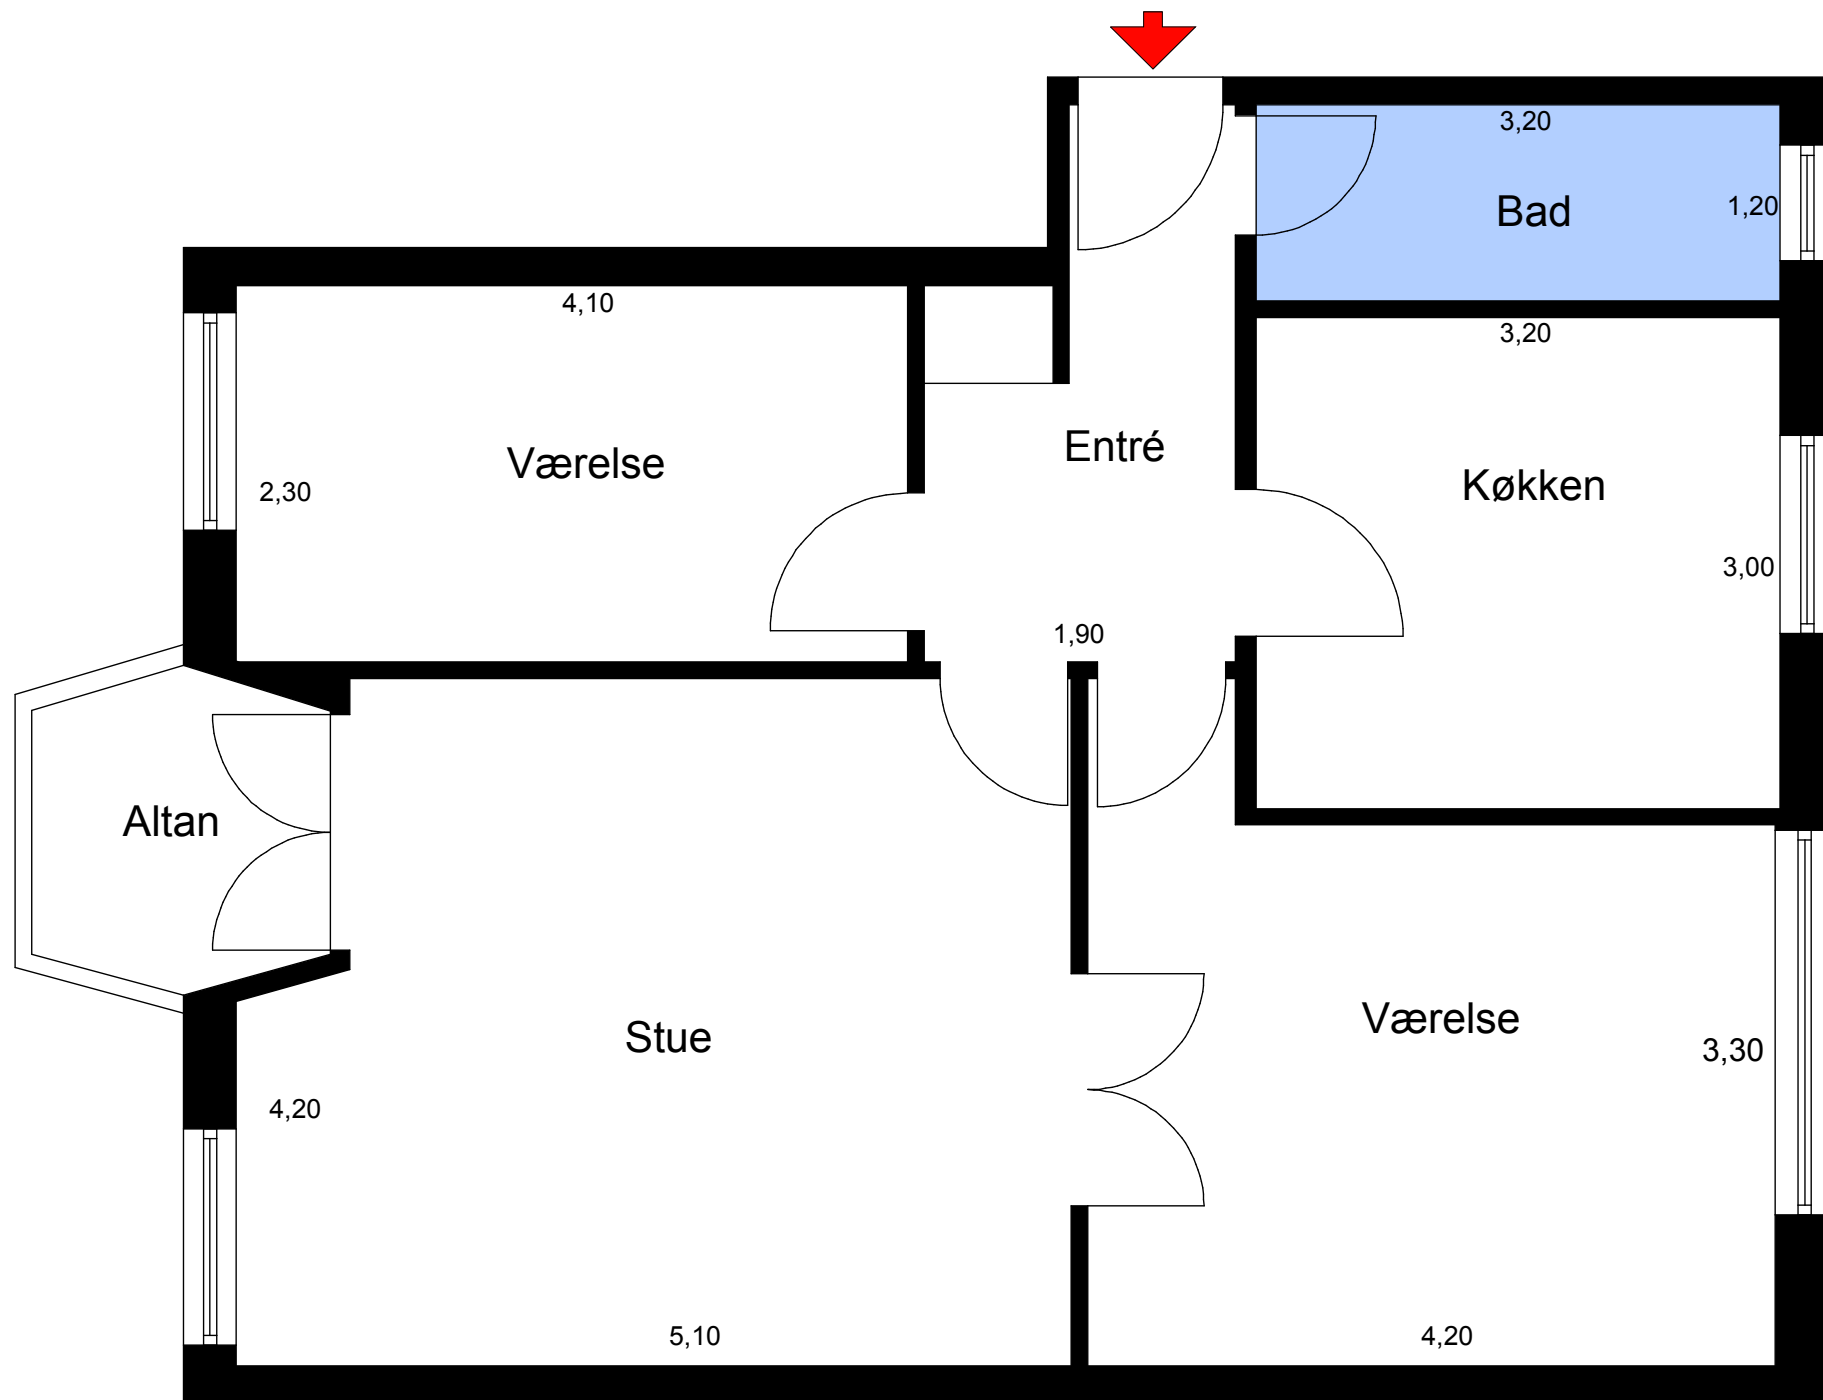 3,20
Bad
1,20
4,10
3,20
Entré
Værelse
Køkken
2,30
3,00
1,90
Altan
Værelse
Stue
3,30
4,20
5,10
4,20